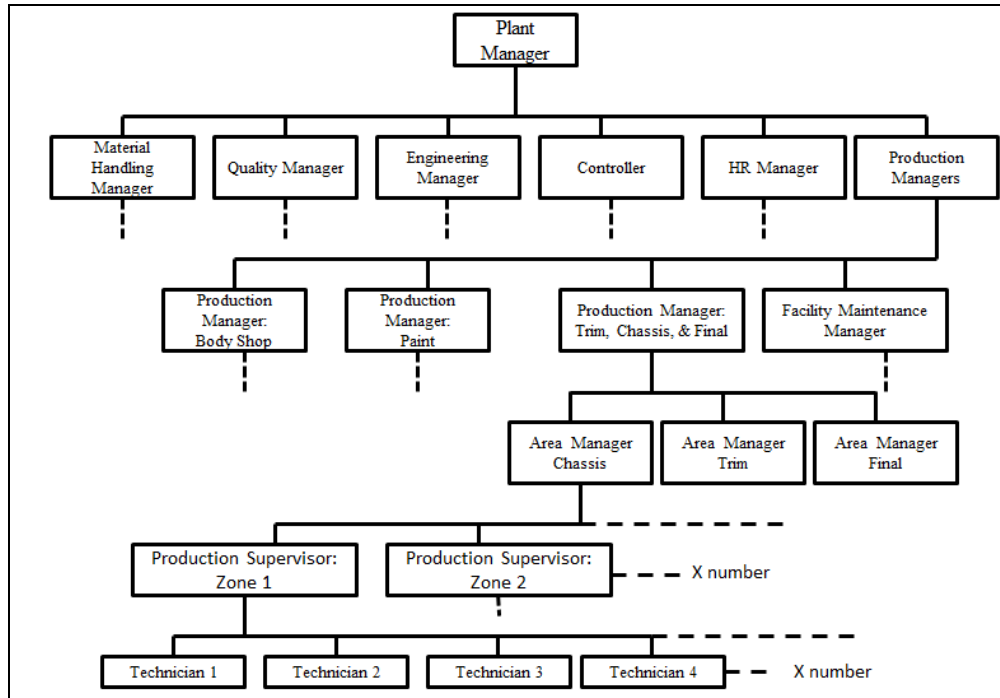 Plant
Manager
Material
Handling
Manager
Quality Manager
Engineering
Manager
Controller
HR Manager
Production
Managers
Production
Manager:
Body Shop
Production
Manager:
Paint
Production Manager:
Trim, Chassis, & Final
Facility Maintenance
Manager
Area Manager
Chassis
Area Manager
Trim
Area Manager
Final
Production Supervisor:
Zone 1
Production Supervisor:
Zone 2
X number
Technician 1
Technician 2
Technician 3
Technician 4
X number